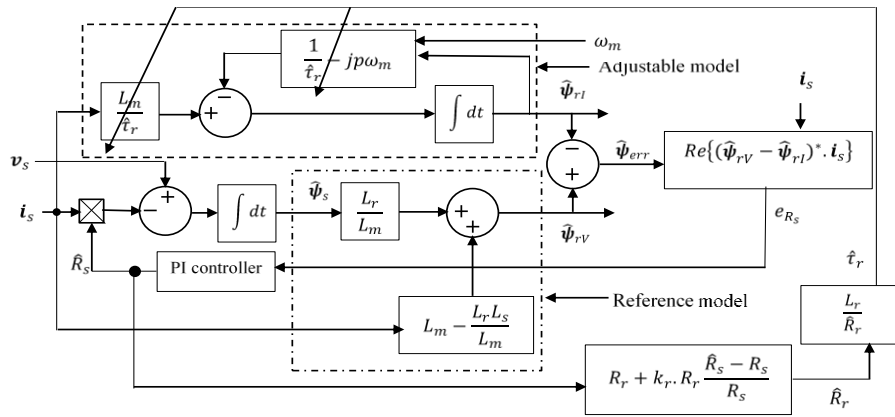 1/τ̂_r − jpω_m
ω_m
Adjustable model
i_s
L_m/τ̂_r
−
+
∫ dt
ψ̂_rI
v_s
−
+
ψ̂_err
Re{(ψ̂_rV − ψ̂_rI)*. i_s}
i_s
−
+
∫ dt
ψ̂_s
L_r/L_m
+
+
ψ̂_rV
e_Rs
R̂_s
PI controller
τ̂_r
Reference model
L_m − L_r L_s/L_m
L_r/R̂_r
R_r + k_r. R_r (R̂_s − R_s)/R_s
R̂_r